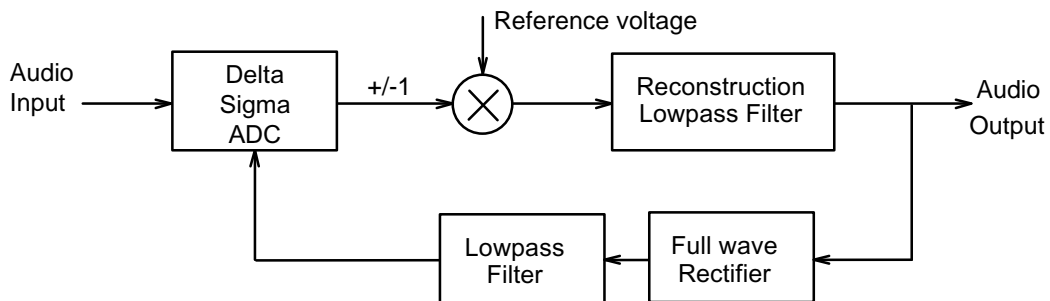 Reference voltage
Audio
Input
Delta
Sigma
ADC
+/-1
Reconstruction
Lowpass Filter
Audio
Output
Lowpass
Filter
Full wave
Rectifier